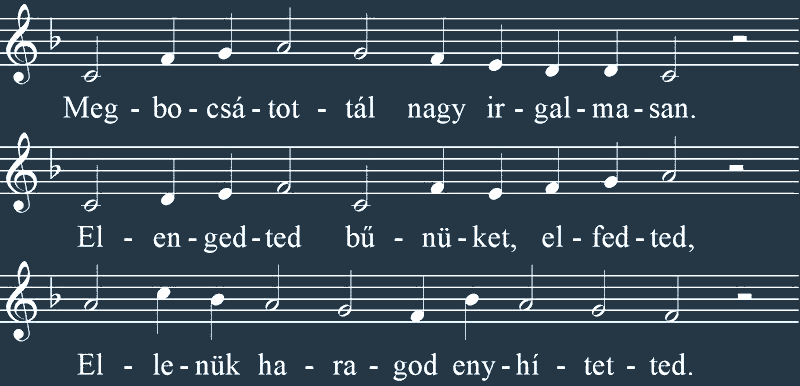 Meg - bo - csá - tot - tál nagy ir - gal - ma - san.
El - en - ged - ted bű - nü - ket, el - fed - ted,
El - le - nük ha - ra - god eny - hí - tet - ted.